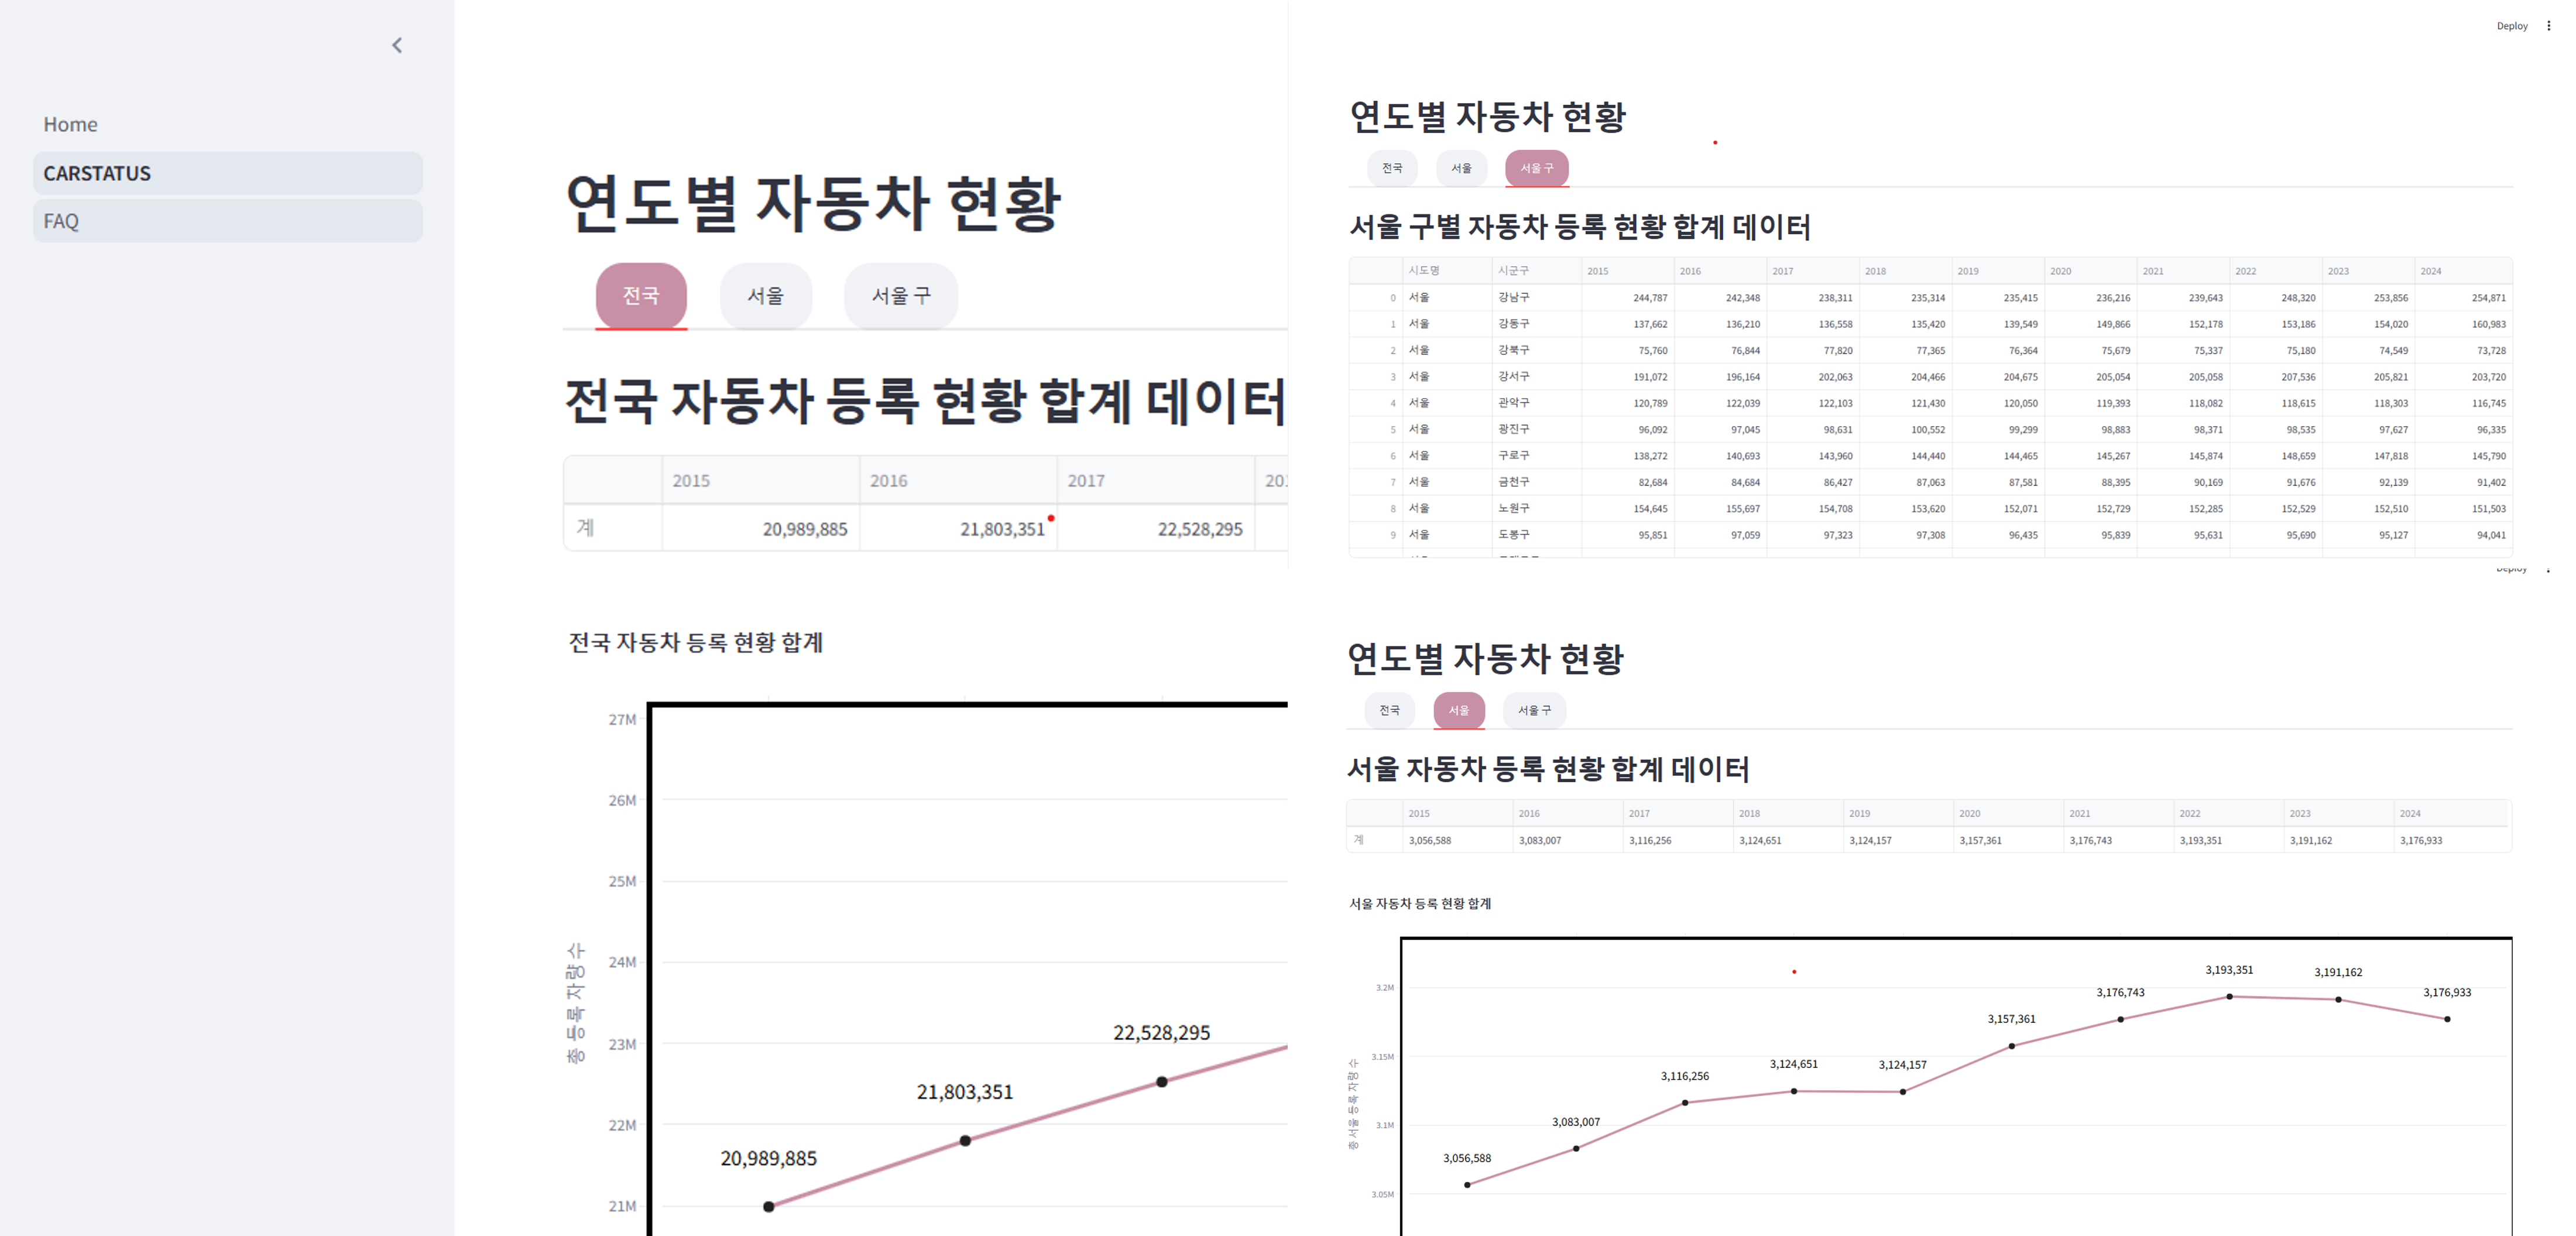 Home
CARSTATUS
FAQ
연도별 자동차 현황
전국 서울 서울 구
전국 자동차 등록 현황 합계 데이터
2015 2016 2017
계 20,989,885 21,803,351 22,528,295
전국 자동차 등록 현황 합계
27M
26M
25M
24M
23M
22M
21M
총 등록 차량 수
20,989,885
21,803,351
22,528,295
Deploy
연도별 자동차 현황
전국 서울 서울 구
서울 구별 자동차 등록 현황 합계 데이터
시도명 시군구 2015 2016 2017 2018 2019 2020 2021 2022 2023 2024
0 서울 강남구 244,787 242,348 238,311 235,314 235,415 236,216 239,643 248,320 253,856 254,871
1 서울 강동구 137,662 136,210 136,558 135,420 139,549 149,866 152,178 153,186 154,020 160,983
2 서울 강북구 75,760 76,844 77,820 77,365 76,364 75,679 75,337 75,180 74,549 73,728
3 서울 강서구 191,072 196,164 202,063 204,466 204,675 205,054 205,058 207,536 205,821 203,720
4 서울 관악구 120,789 122,039 122,103 121,430 120,050 119,393 118,082 118,615 118,303 116,745
5 서울 광진구 96,092 97,045 98,631 100,552 99,299 98,883 98,371 98,535 97,627 96,335
6 서울 구로구 138,272 140,693 143,960 144,440 144,465 145,267 145,874 148,659 147,818 145,790
7 서울 금천구 82,684 84,684 86,427 87,063 87,581 88,395 90,169 91,676 92,139 91,402
8 서울 노원구 154,645 155,697 154,708 153,620 152,071 152,729 152,285 152,529 152,510 151,503
9 서울 도봉구 95,851 97,059 97,323 97,308 96,435 95,839 95,631 95,690 95,127 94,041
연도별 자동차 현황
전국 서울 서울 구
서울 자동차 등록 현황 합계 데이터
2015 2016 2017 2018 2019 2020 2021 2022 2023 2024
계 3,056,588 3,083,007 3,116,256 3,124,651 3,124,157 3,157,361 3,176,743 3,193,351 3,191,162 3,176,933
서울 자동차 등록 현황 합계
3.2M
3.15M
3.1M
3.05M
총 서울 등록 차량 수
3,056,588
3,083,007
3,116,256
3,124,651
3,124,157
3,157,361
3,176,743
3,193,351
3,191,162
3,176,933